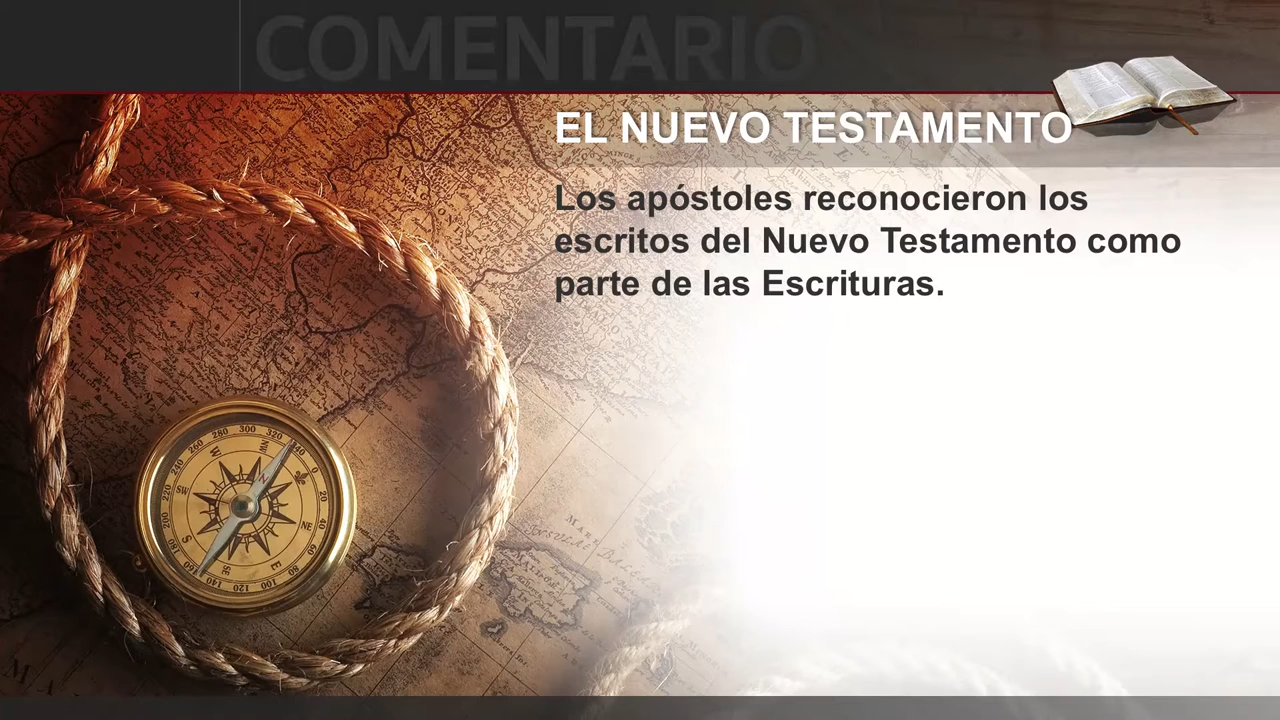 COMENTARIO
EL NUEVO TESTAMENTO
Los apóstoles reconocieron los
escritos del Nuevo Testamento como
parte de las Escrituras.